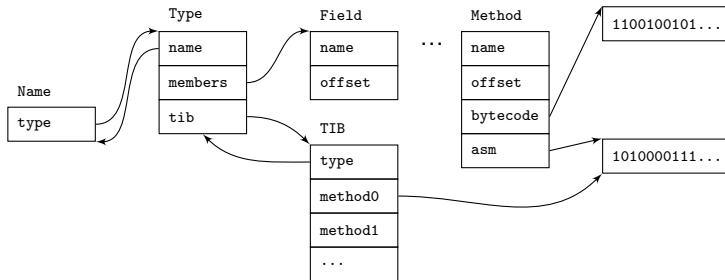 Type
name
members
tib
Name
type
Field
name
offset
...
Method
name
offset
bytecode
asm
1100100101...
1010000111...
TIB
type
method0
method1
...